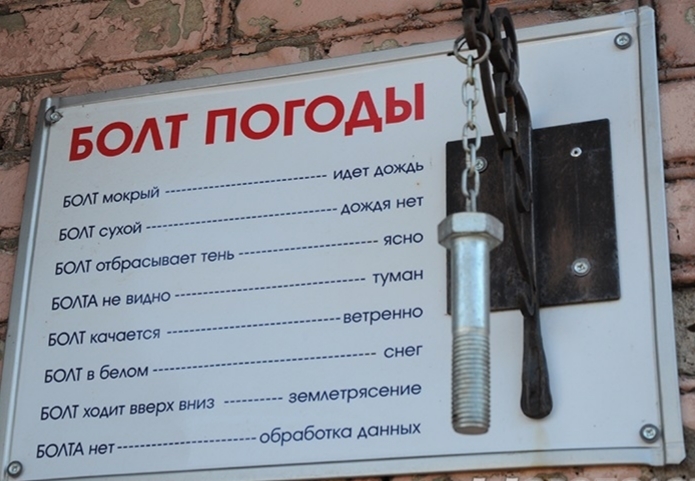 БОЛТ ПОГОДЫ
БОЛТ мокрый ---------------------- идет дождь
БОЛТ сухой ---------------------- дождя нет
БОЛТ отбрасывает тень ---------------------- ясно
БОЛТА не видно ---------------------- туман
БОЛТ качается ---------------------- ветренно
БОЛТ в белом ---------------------- снег
БОЛТ ходит вверх вниз ---------- землетрясение
БОЛТА нет ---------------------- обработка данных